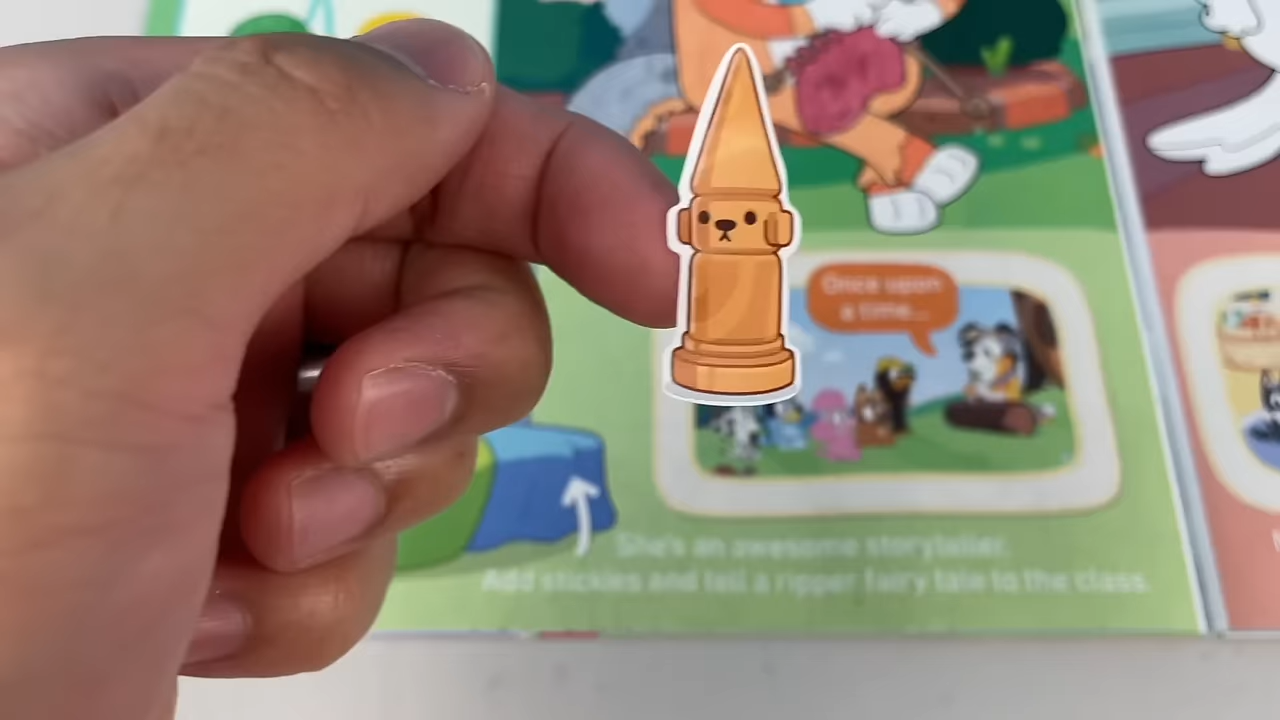 Once upon
a time...
She's an awesome storyteller.
Add stickies and tell a ripper fairy tale to the class.